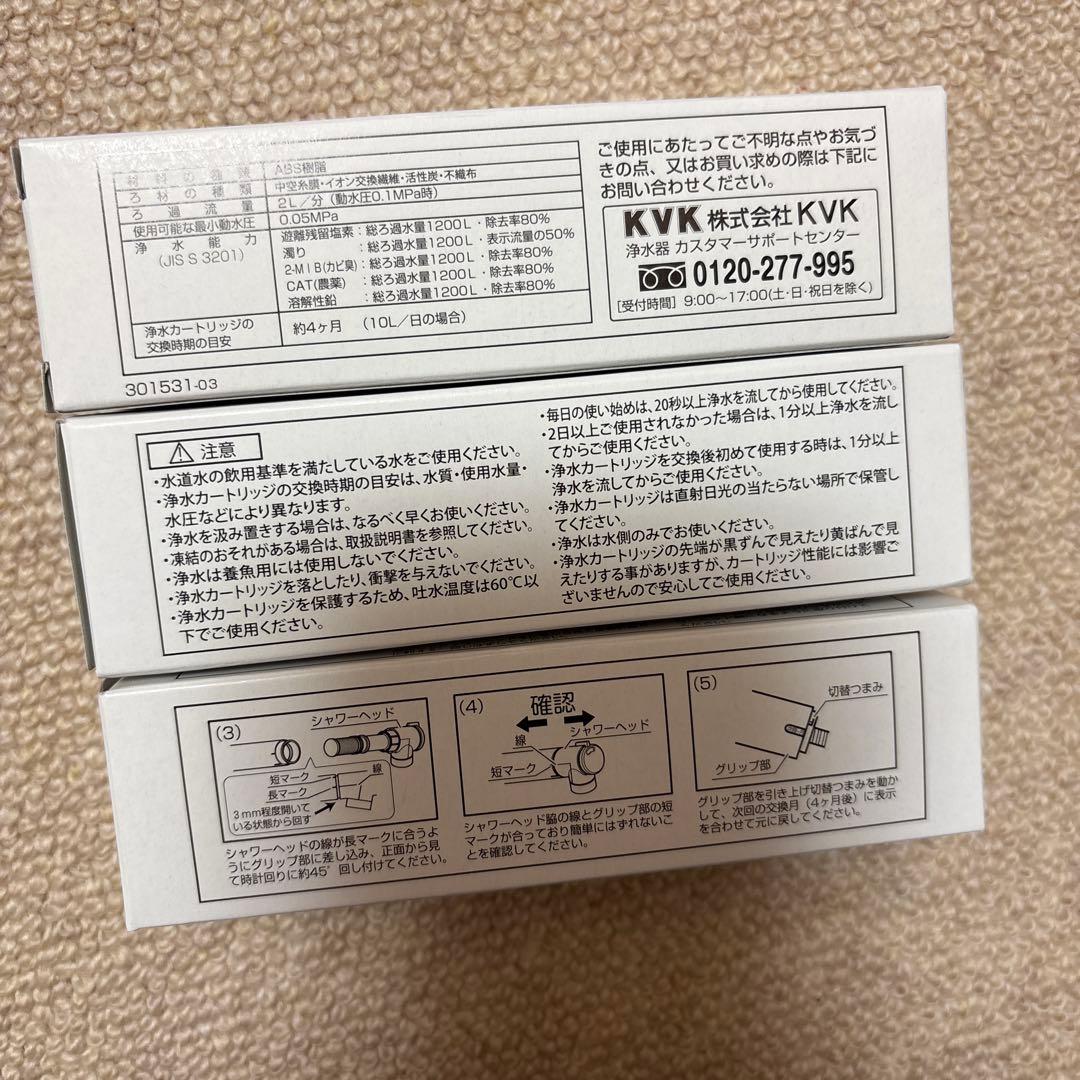 材料の種類 ABS樹脂
ろ材の種類 中空糸膜・イオン交換繊維・活性炭・不織布
ろ過流量 2L／分（動水圧0.1MPa時）
使用可能な最小動水圧 0.05MPa
浄水能力
(JIS S 3201)
遊離残留塩素：総ろ過水量1200L・除去率80%
濁り ：総ろ過水量1200L・表示流量の50%
2-MIB(カビ臭)：総ろ過水量1200L・除去率80%
CAT(農薬) ：総ろ過水量1200L・除去率80%
溶解性鉛 ：総ろ過水量1200L・除去率80%
浄水カートリッジの
交換時期の目安
約4ヶ月 （10L／日の場合）
301531-03
ご使用にあたってご不明な点やお気づ
きの点、又はお買い求めの際は下記に
お問い合わせください。
KVK 株式会社KVK
浄水器 カスタマーサポートセンター
0120-277-995
［受付時間］9:00～17:00(土・日・祝日を除く)
注意
・水道水の飲用基準を満たしている水をご使用ください。
・浄水カートリッジの交換時期の目安は、水質・使用水量・
水圧などにより異なります。
・浄水を汲み置きする場合は、なるべく早くお使いください。
・凍結のおそれがある場合は、取扱説明書を参照してください。
・浄水は養魚用には使用しないでください。
・浄水カートリッジを落としたり、衝撃を与えないでください。
・浄水カートリッジを保護するため、吐水温度は60℃以
下でご使用ください。
・毎日の使い始めは、20秒以上浄水を流してから使用してください。
・2日以上ご使用されなかった場合は、1分以上浄水を流し
てからご使用ください。
・浄水カートリッジを交換後初めて使用する時は、1分以上
浄水を流してからご使用ください。
・浄水カートリッジは直射日光の当たらない場所で保管し
てください。
・浄水は水側のみでお使いください。
・浄水カートリッジの先端が黒ずんで見えたり黄ばんで見
えたりする事がありますが、カートリッジ性能には影響ご
ざいませんので安心してご使用ください。
(3)
シャワーヘッド
短マーク
線
長マーク
3mm程度開いて
いる状態から回す
シャワーヘッドの線が長マークに合うよ
うにグリップ部に差し込み、正面から見
て時計回りに約45°回し付けてください。
(4)
確認
線
シャワーヘッド
短マーク
シャワーヘッド脇の線とグリップ部の短
マークが合っており簡単にはずれないこ
とを確認してください。
(5)
切替つまみ
グリップ部
グリップ部を引き上げ切替つまみを動か
して、次回の交換月（4ヶ月後）に表示
を合わせて元に戻してください。